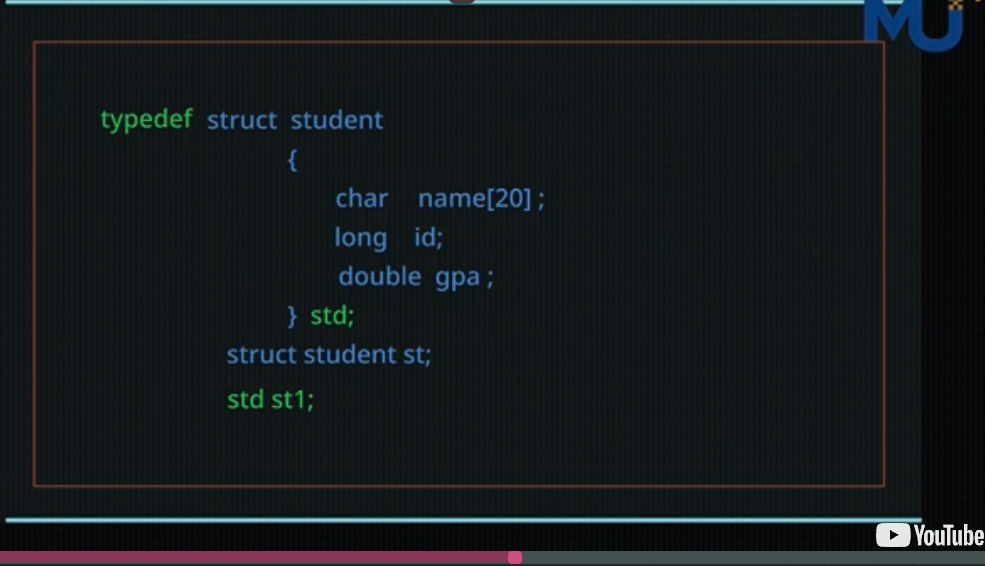 MU
typedef struct student
{
char name[20] ;
long id;
double gpa ;
} std;
struct student st;
std st1;
YouTube